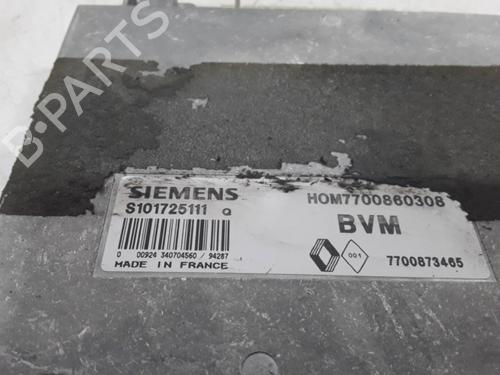 B-PARTS
SIEMENS
S101725111 Q
0 00924 340704560 / 94287
MADE IN FRANCE
HOM7700860308
BVM
001
7700873465